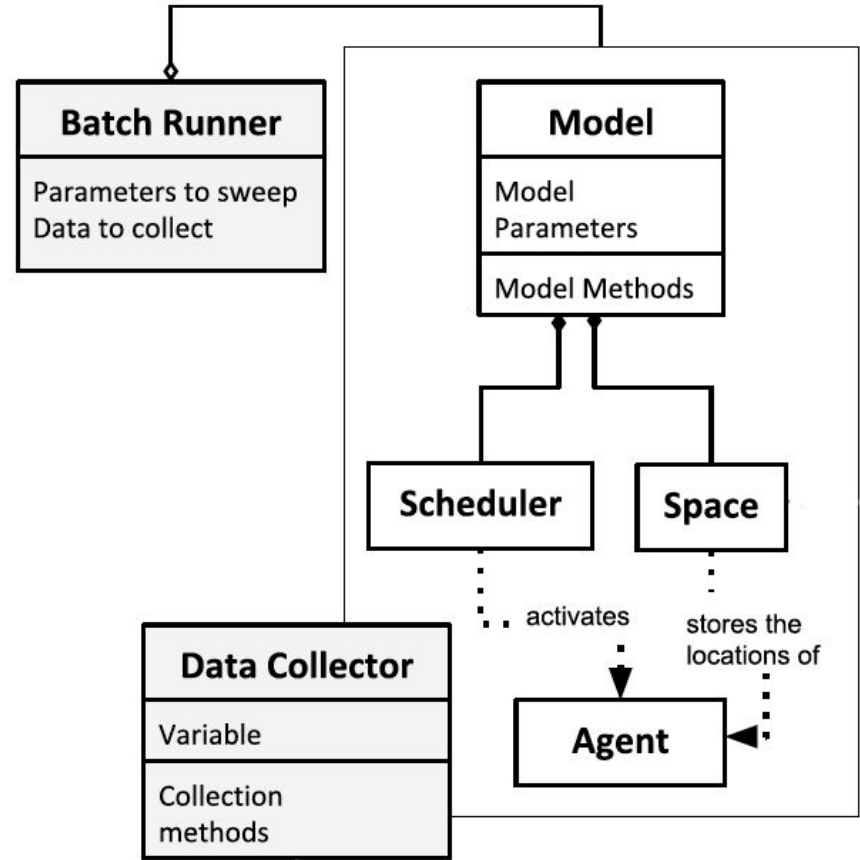 Batch Runner
Parameters to sweep
Data to collect
Model
Model
Parameters
Model Methods
Scheduler
Space
activates
stores the
locations of
Agent
Data Collector
Variable
Collection
methods